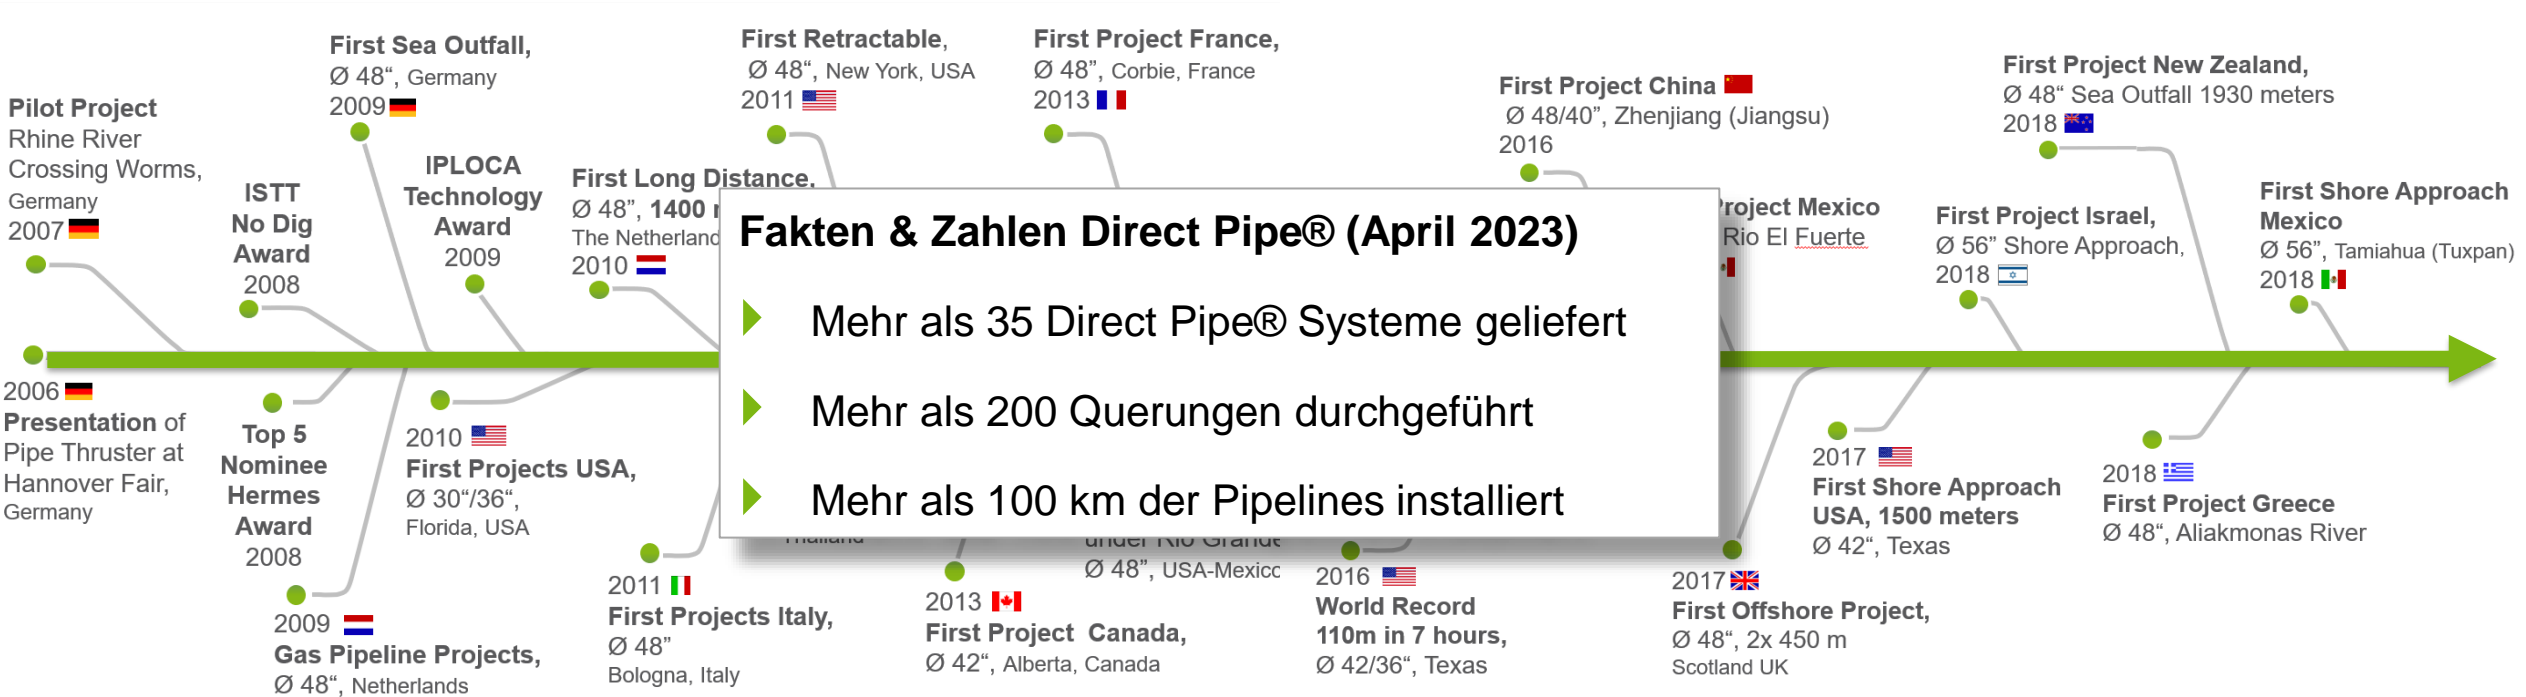 Pilot Project
Rhine River
Crossing Worms,
Germany
2007
First Sea Outfall,
Ø 48“, Germany
2009
ISTT
No Dig
Award
2008
IPLOCA
Technology
Award
2009
First Long Distance,
Ø 48”, 1400
The Netherland
2010
First Retractable,
Ø 48“, New York, USA
2011
First Project France,
Ø 48”, Corbie, France
2013
First Project China
Ø 48/40”, Zhenjiang (Jiangsu)
2016
Project Mexico
Rio El Fuerte
First Project Israel,
Ø 56” Shore Approach,
2018
First Project New Zealand,
Ø 48“ Sea Outfall 1930 meters
2018
First Shore Approach
Mexico
Ø 56”, Tamiahua (Tuxpan)
2018
Fakten & Zahlen Direct Pipe® (April 2023)
Mehr als 35 Direct Pipe® Systeme geliefert
Mehr als 200 Querungen durchgeführt
Mehr als 100 km der Pipelines installiert
2006
Presentation of
Pipe Thruster at
Hannover Fair,
Germany
Top 5
Nominee
Hermes
Award
2008
2009
Gas Pipeline Projects,
Ø 48“, Netherlands
2010
First Projects USA,
Ø 30“/36“,
Florida, USA
2011
First Projects Italy,
Ø 48”
Bologna, Italy
Thailand
2013
First Project Canada,
Ø 42“, Alberta, Canada
under Rio Grande
Ø 48”, USA-Mexico
2016
World Record
110m in 7 hours,
Ø 42/36“, Texas
2017
First Offshore Project,
Ø 48“, 2x 450 m
Scotland UK
2017
First Shore Approach
USA, 1500 meters
Ø 42“, Texas
2018
First Project Greece
Ø 48“, Aliakmonas River